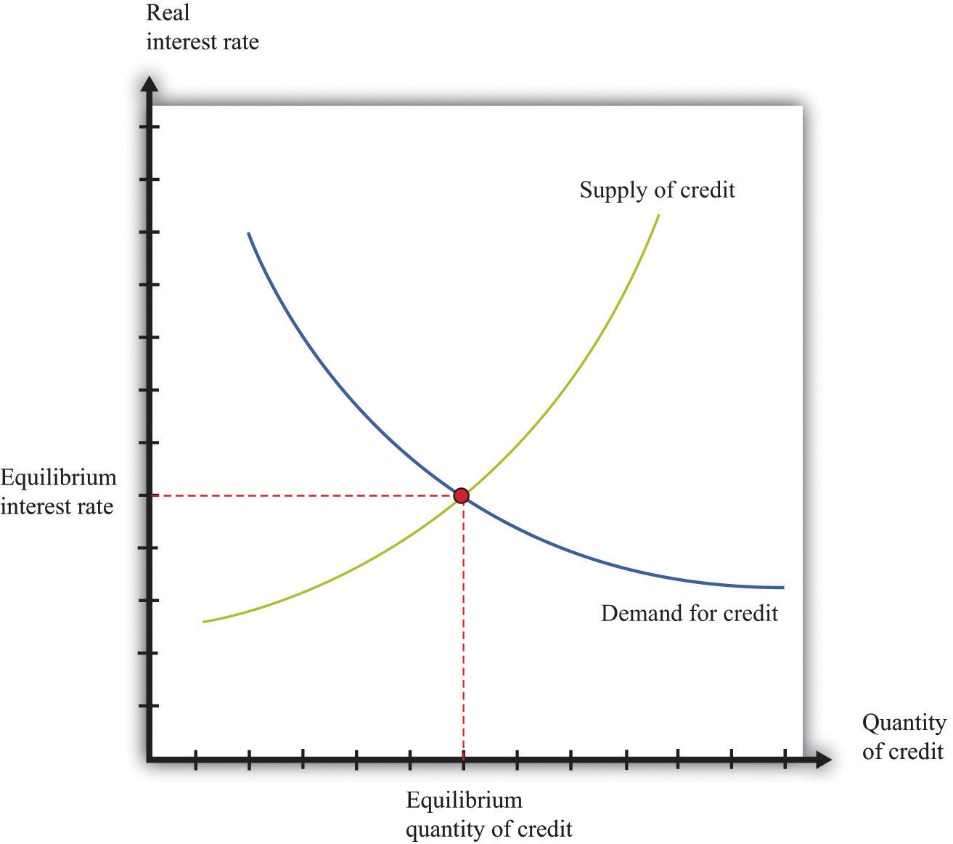 Real
interest rate
Supply of credit
Equilibrium
interest rate
Demand for credit
Quantity
of credit
Equilibrium
quantity of credit